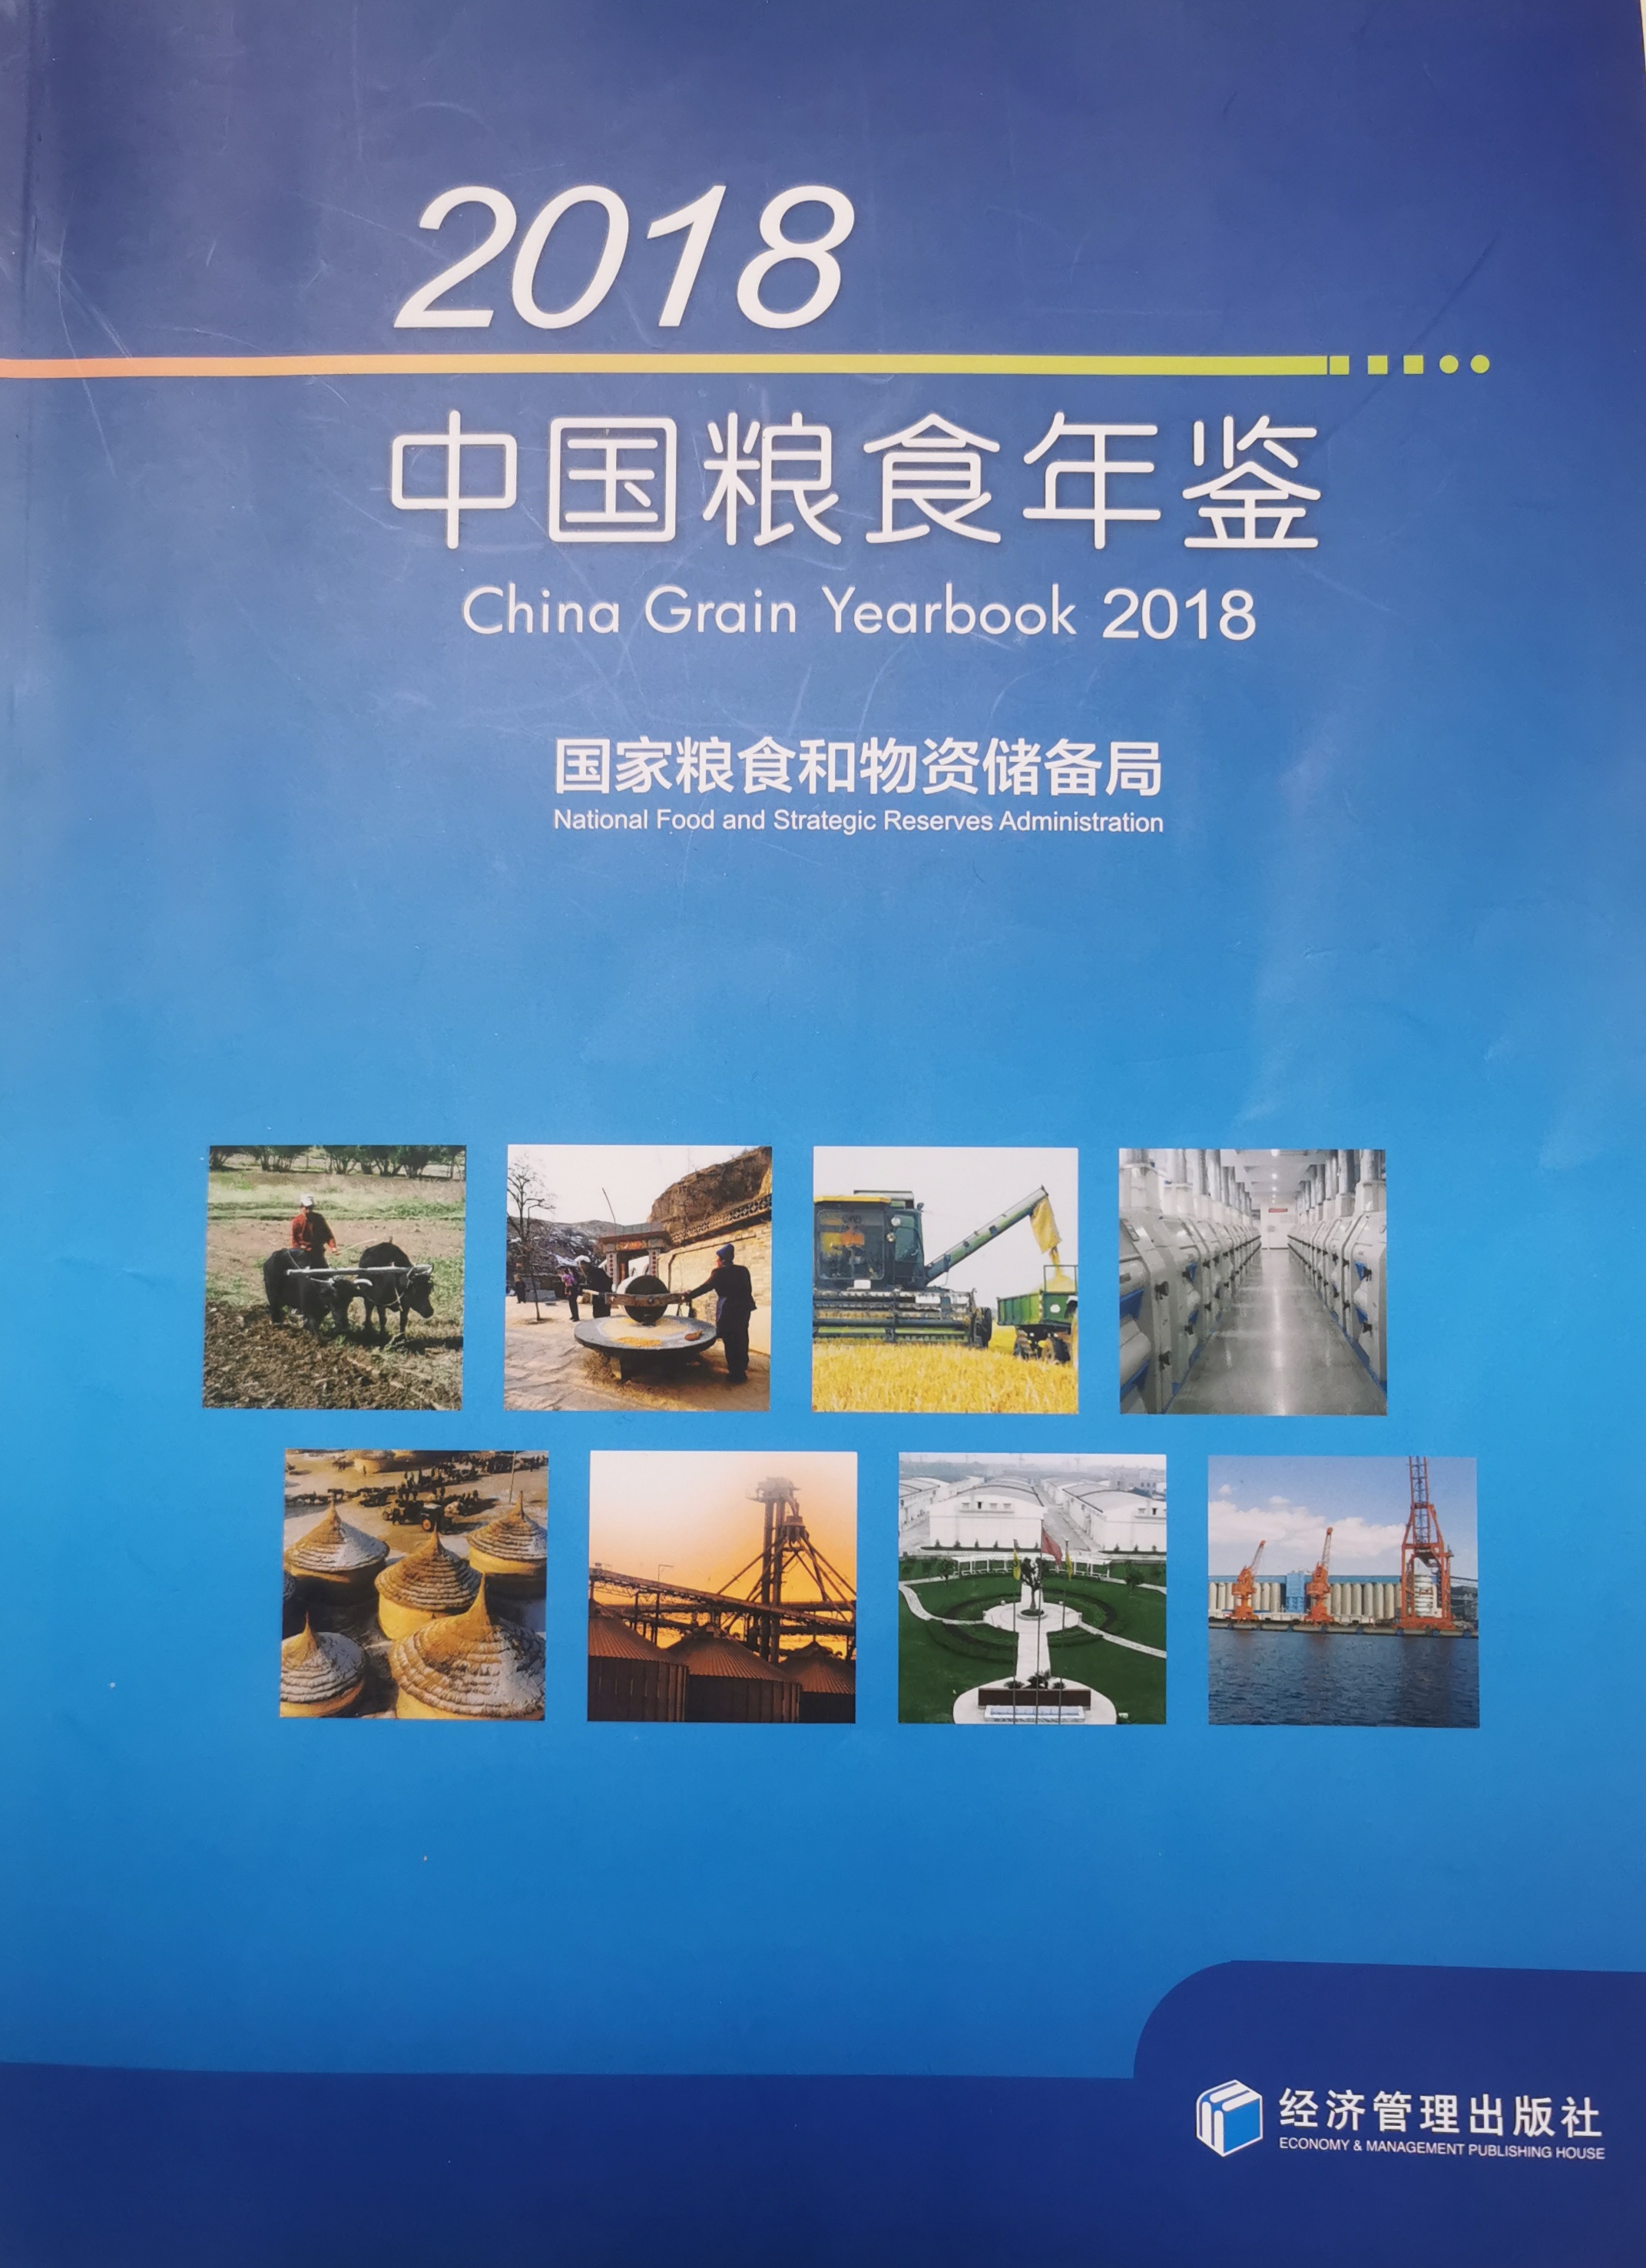 2018
中国粮食年鉴
China Grain Yearbook 2018
国家粮食和物资储备局
National Food and Strategic Reserves Administration
经济管理出版社
ECONOMY & MANAGEMENT PUBLISHING HOUSE